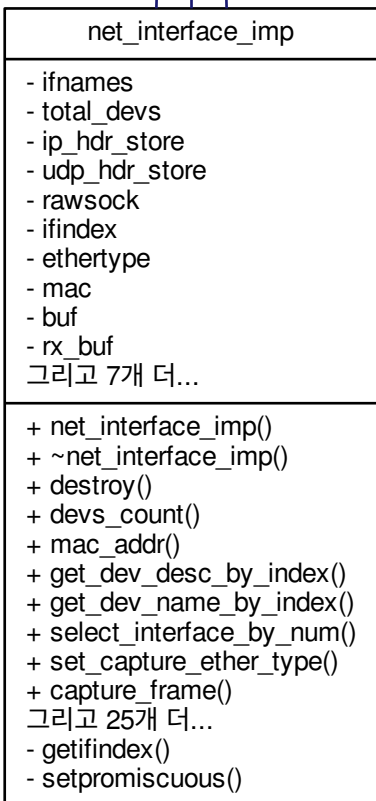 net_interface_imp
- ifnames
- total_devs
- ip_hdr_store
- udp_hdr_store
- rawsock
- ifindex
- ethertype
- mac
- buf
- rx_buf
그리고 7개 더...
+ net_interface_imp()
+ ~net_interface_imp()
+ destroy()
+ devs_count()
+ mac_addr()
+ get_dev_desc_by_index()
+ get_dev_name_by_index()
+ select_interface_by_num()
+ set_capture_ether_type()
+ capture_frame()
그리고 25개 더...
- getifindex()
- setpromiscuous()